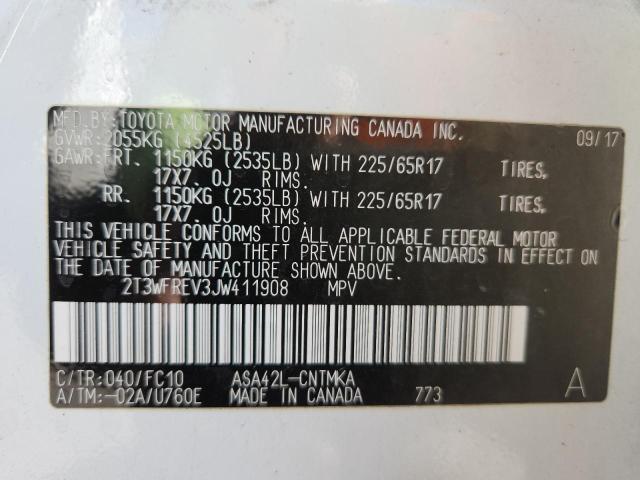 MFD.BY:TOYOTA MOTOR MANUFACTURING CANADA INC. 09/17
GVWR:2055KG (4525LB)
GAWR:FRT. 1150KG (2535LB) WITH 225/65R17 TIRES,
17X7. 0J RIMS.
RR. 1150KG (2535LB) WITH 225/65R17 TIRES,
17X7. 0J RIMS.
THIS VEHICLE CONFORMS TO ALL APPLICABLE FEDERAL MOTOR
VEHICLE SAFETY AND THEFT PREVENTION STANDARDS IN EFFECT ON
THE DATE OF MANUFACTURE SHOWN ABOVE.
2T3WFREV3JW411908 MPV
C/TR:040/FC10 ASA42L-CNTMKA
A/TM:-02A/U760E MADE IN CANADA 773 A